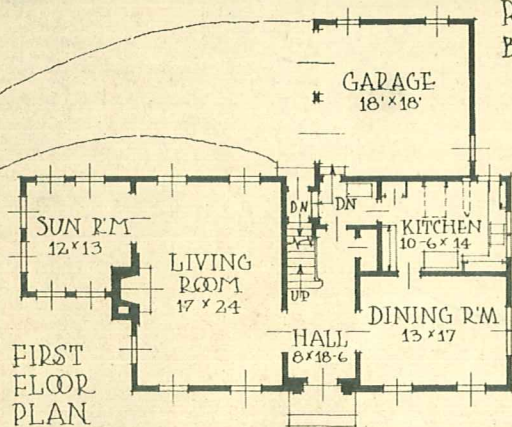 GARAGE
18' x 18'
SUN R'M
12 x 13
DN
DN
KITCHEN
10-6 x 14
LIVING
ROOM
17 x 24
UP
HALL
8 x 18-6
DINING R'M
13 x 17
FIRST
FLOOR
PLAN